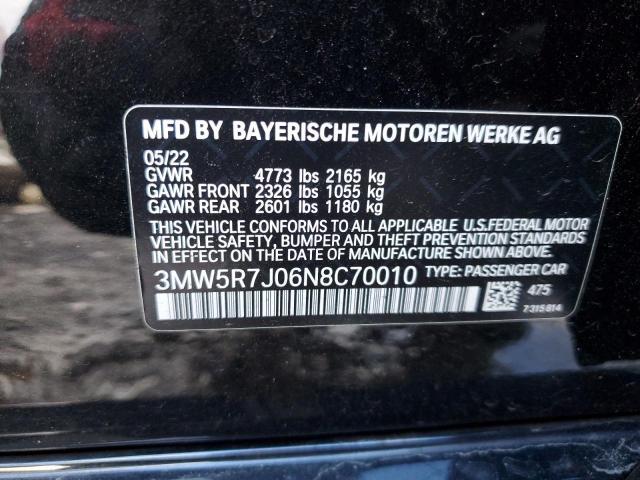 MFD BY BAYERISCHE MOTOREN WERKE AG
05/22
GVWR 4773 lbs 2165 kg
GAWR FRONT 2326 lbs 1055 kg
GAWR REAR 2601 lbs 1180 kg
THIS VEHICLE CONFORMS TO ALL APPLICABLE U.S.FEDERAL MOTOR
VEHICLE SAFETY, BUMPER AND THEFT PREVENTION STANDARDS
IN EFFECT ON THE DATE OF MANUFACTURE SHOWN ABOVE.
3MW5R7J06N8C70010 TYPE: PASSENGER CAR
475
7315814